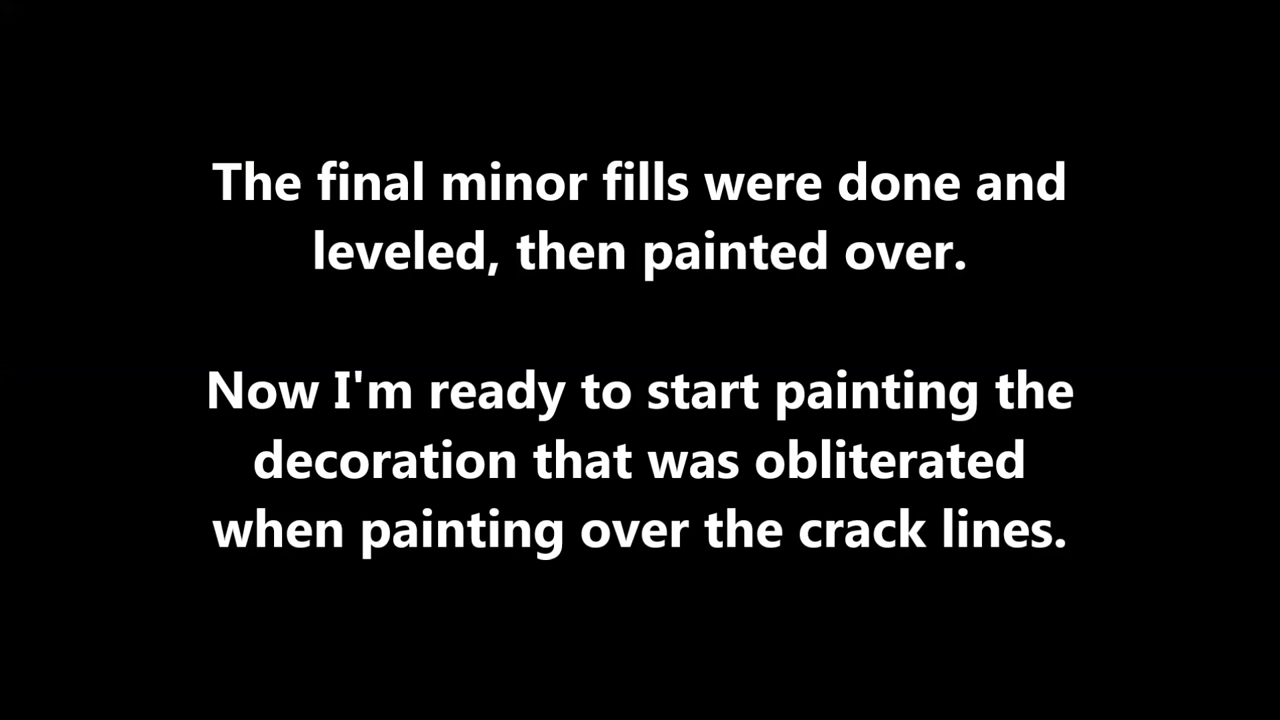 The final minor fills were done and
leveled, then painted over.
Now I'm ready to start painting the
decoration that was obliterated
when painting over the crack lines.